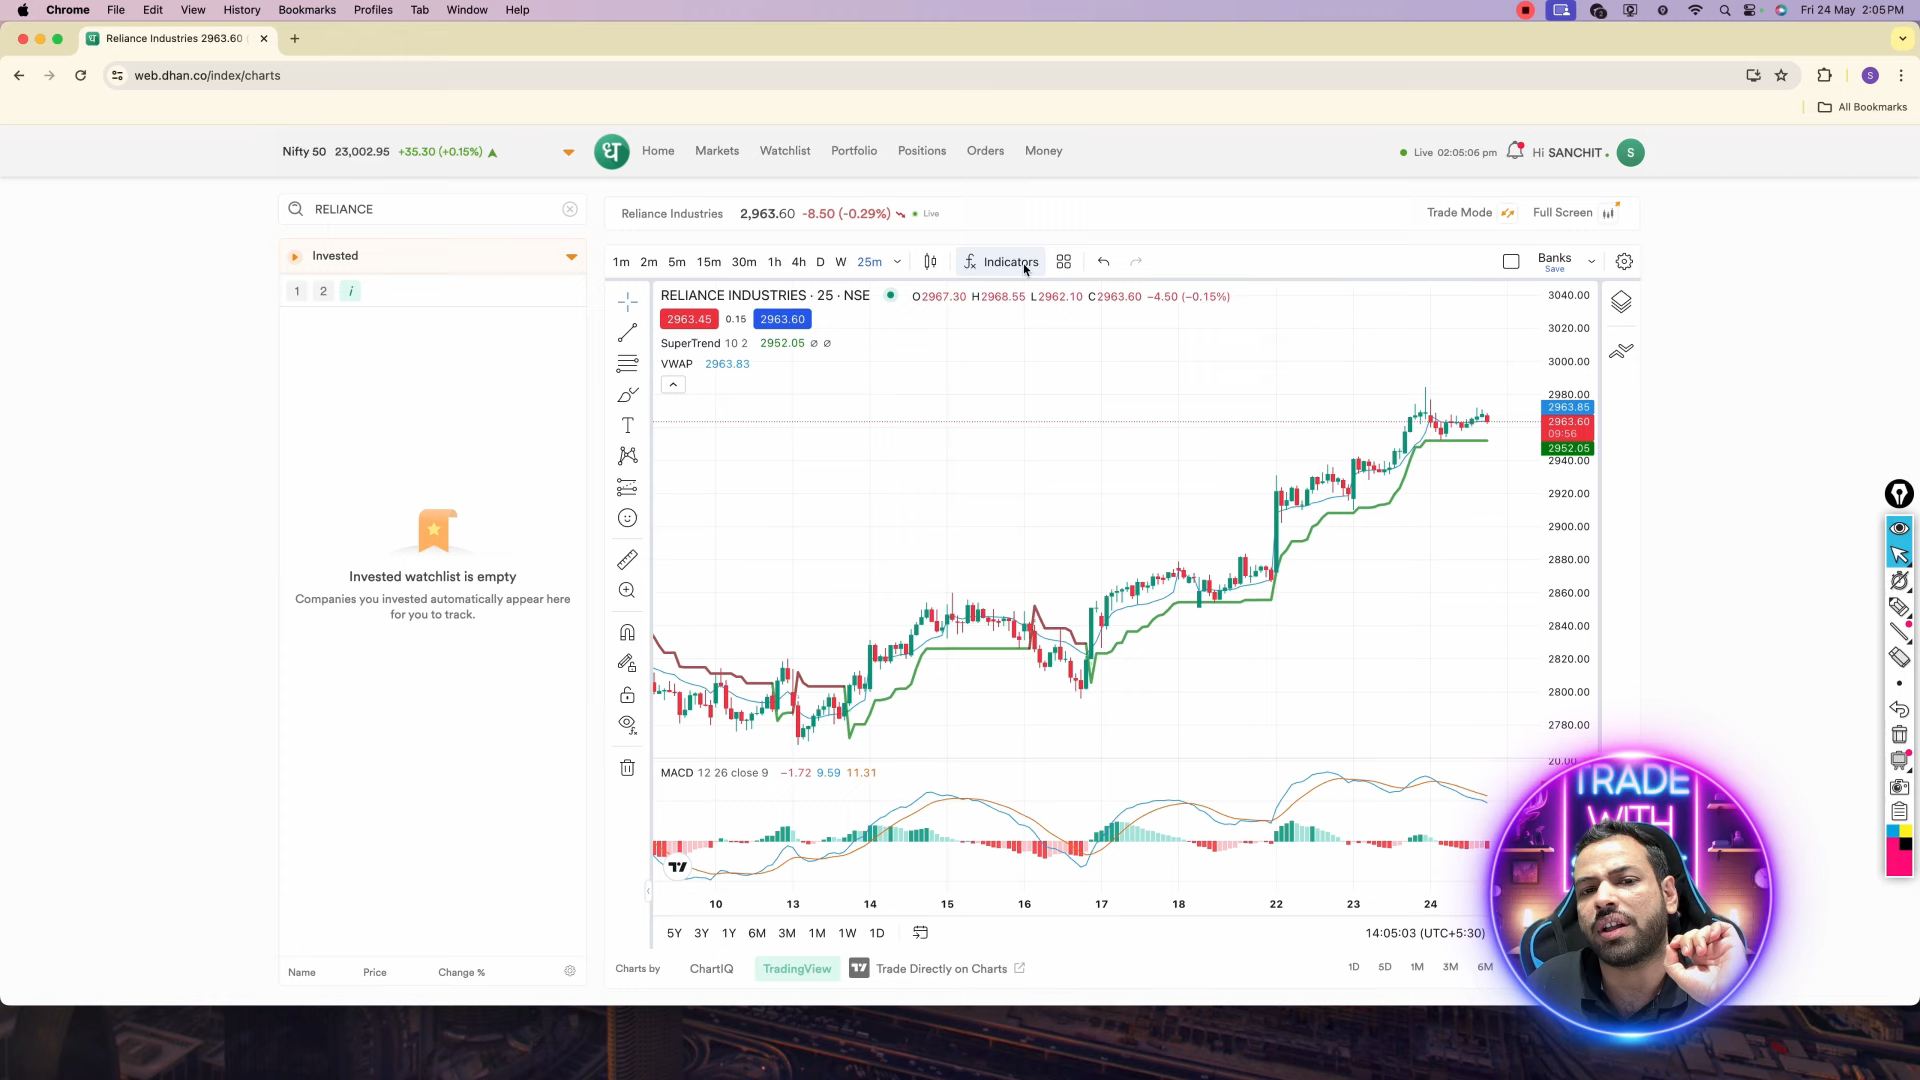 Chrome File Edit View History Bookmarks Profiles Tab Window Help Fri 24 May 2:05 PM
Reliance Industries 2963.60
web.dhan.co/index/charts S
All Bookmarks
Nifty 50 23,002.95 +35.30 (+0.15%) ध Home Markets Watchlist Portfolio Positions Orders Money Live 02:05:06 pm Hi SANCHIT S
RELIANCE
Reliance Industries 2,963.60 -8.50 (-0.29%) Live Trade Mode Full Screen
Invested
1m 2m 5m 15m 30m 1h 4h D W 25m Indicators Banks
Save
1 2 i
RELIANCE INDUSTRIES · 25 · NSE O2967.30 H2968.55 L2962.10 C2963.60 −4.50 (−0.15%)
2963.45 0.15 2963.60
SuperTrend 10 2 2952.05 ∅ ∅
VWAP 2963.83
3040.00
3020.00
3000.00
2980.00
2963.85
2963.60
09:56
2952.05
2940.00
2920.00
2900.00
2880.00
2860.00
2840.00
2820.00
2800.00
2780.00
20.00
Invested watchlist is empty
Companies you invested automatically appear here
for you to track.
MACD 12 26 close 9 −1.72 9.59 11.31
10 13 14 15 16 17 18 22 23 24
5Y 3Y 1Y 6M 3M 1M 1W 1D 14:05:03 (UTC+5:30)
Name Price Change %
Charts by ChartIQ TradingView Trade Directly on Charts 1D 5D 1M 3M 6M
TRADE
WITH